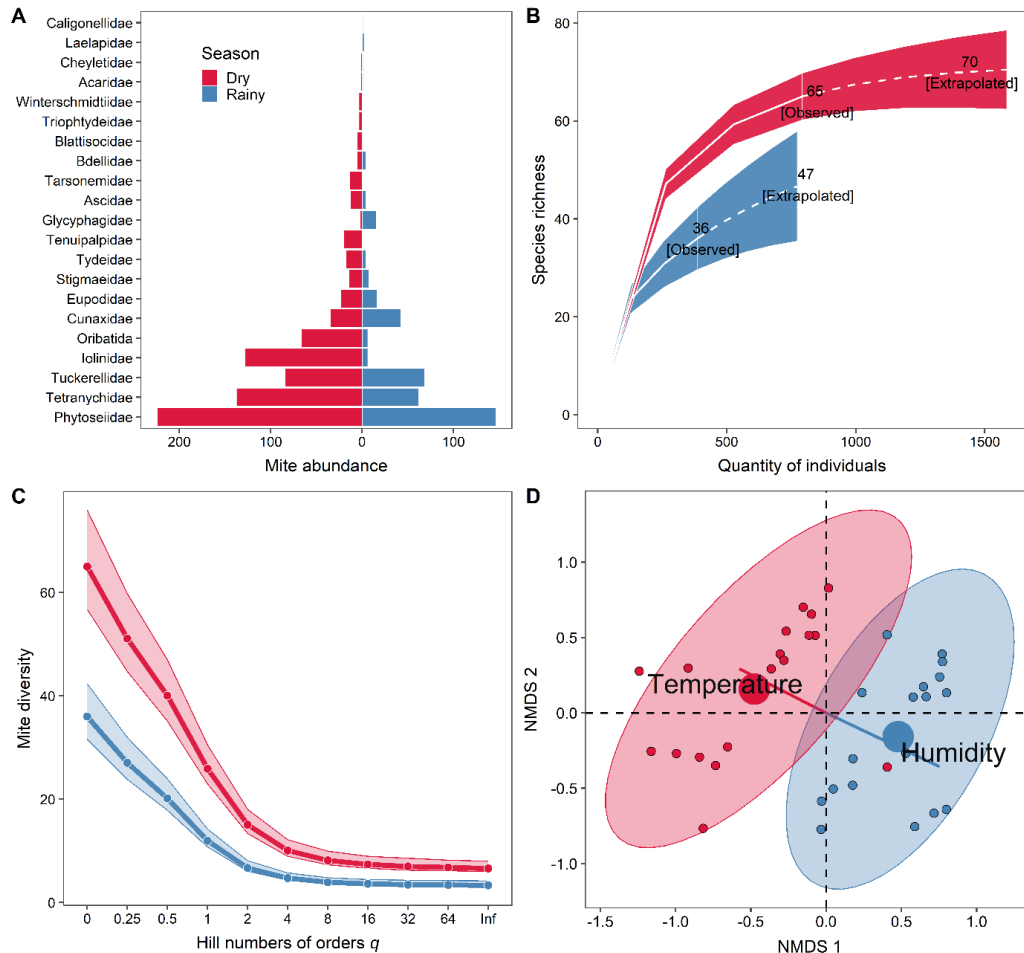 A
Caligonellidae
Laelapidae
Cheyletidae
Acaridae
Winterschmidtiidae
Triophtydeidae
Blattisocidae
Bdellidae
Tarsonemidae
Ascidae
Glycyphagidae
Tenuipalpidae
Tydeidae
Stigmaeidae
Eupodidae
Cunaxidae
Oribatida
Iolinidae
Tuckerellidae
Tetranychidae
Phytoseiidae
Season
Dry
Rainy
200 100 0 100
Mite abundance
B
Species richness
80
60
40
20
0
65
[Observed]
70
[Extrapolated]
36
[Observed]
47
[Extrapolated]
0 500 1000 1500
Quantity of individuals
C
Mite diversity
60
40
20
0
0 0.25 0.5 1 2 4 8 16 32 64 Inf
Hill numbers of orders q
D
NMDS 2
1.0
0.5
0.0
-0.5
-1.0
Temperature
Humidity
-1.5 -1.0 -0.5 0.0 0.5 1.0
NMDS 1